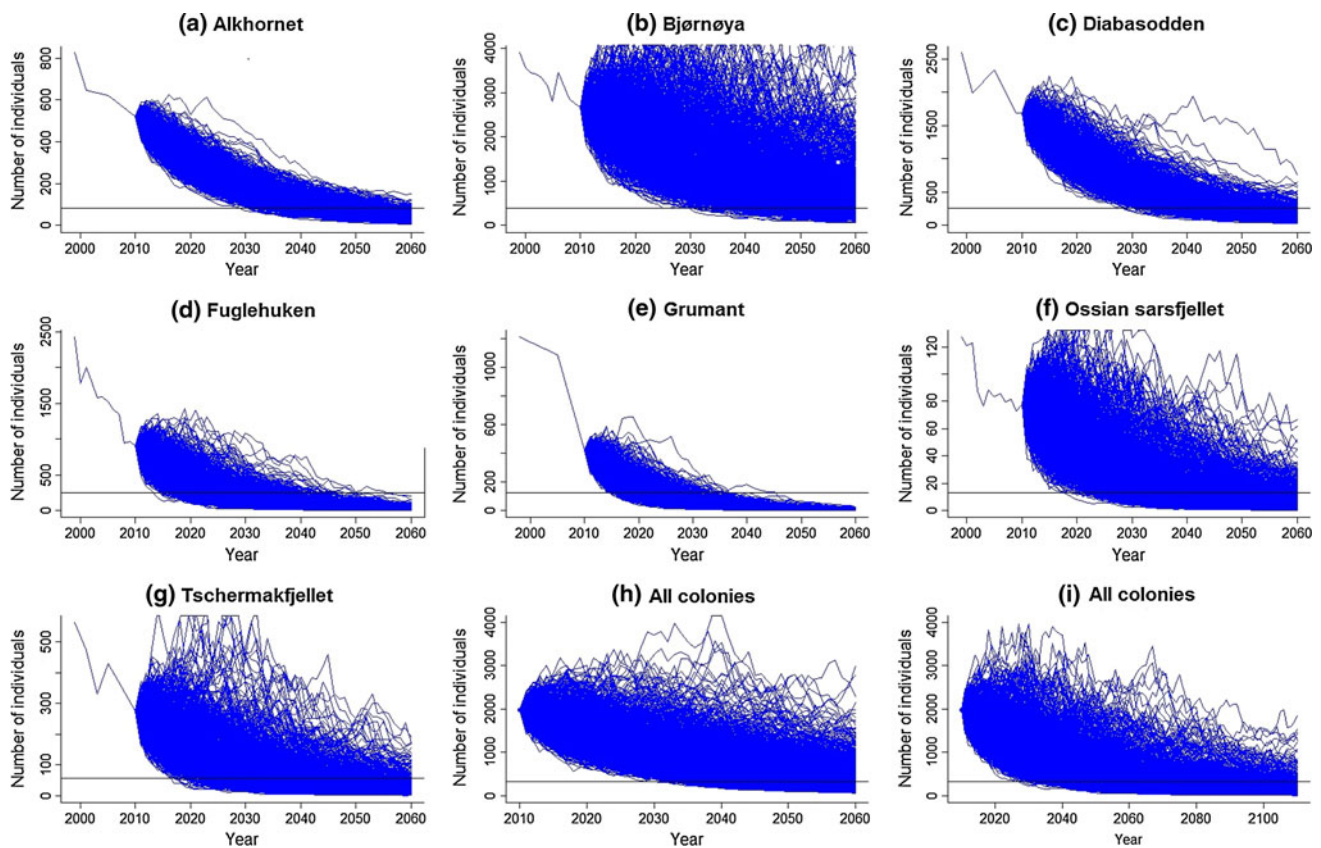 (a) Alkhornet
Number of individuals
0 200 400 600 800
2000 2010 2020 2030 2040 2050 2060
Year
(b) Bjørnøya
Number of individuals
0 1000 2000 3000 4000
2000 2010 2020 2030 2040 2050 2060
Year
(c) Diabasodden
Number of individuals
0 500 1500 2500
2000 2010 2020 2030 2040 2050 2060
Year
(d) Fuglehuken
Number of individuals
0 500 1500 2500
2000 2010 2020 2030 2040 2050 2060
Year
(e) Grumant
Number of individuals
0 200 600 1000
2000 2010 2020 2030 2040 2050 2060
Year
(f) Ossian sarsfjellet
Number of individuals
0 20 40 60 80 120
2000 2010 2020 2030 2040 2050 2060
Year
(g) Tschermakfjellet
Number of individuals
0 100 300 500
2000 2010 2020 2030 2040 2050 2060
Year
(h) All colonies
Number of individuals
0 1000 2000 3000 4000
2010 2020 2030 2040 2050 2060
Year
(i) All colonies
Number of individuals
0 1000 2000 3000 4000
2020 2040 2060 2080 2100
Year